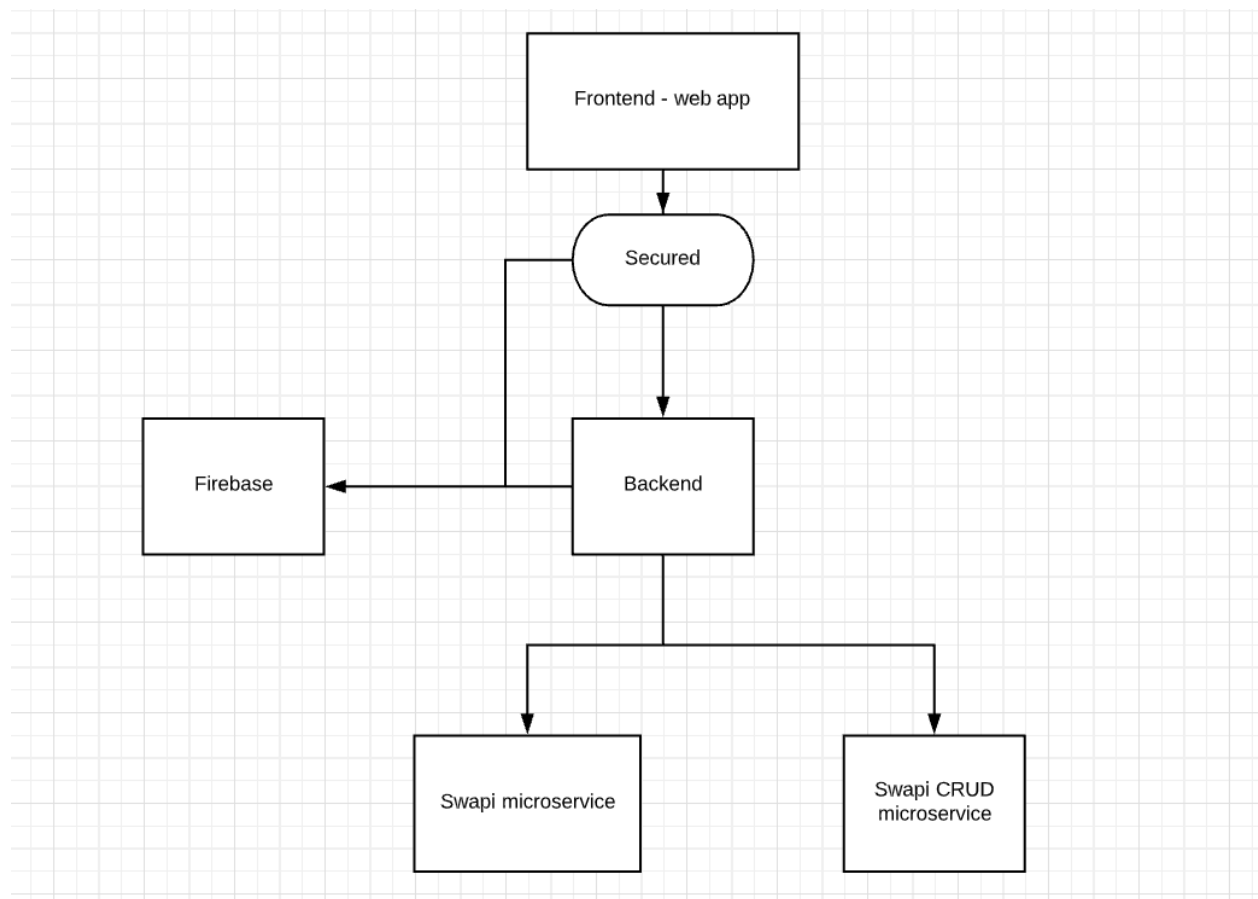 Frontend - web app
Secured
Firebase
Backend
Swapi microservice
Swapi CRUD
microservice